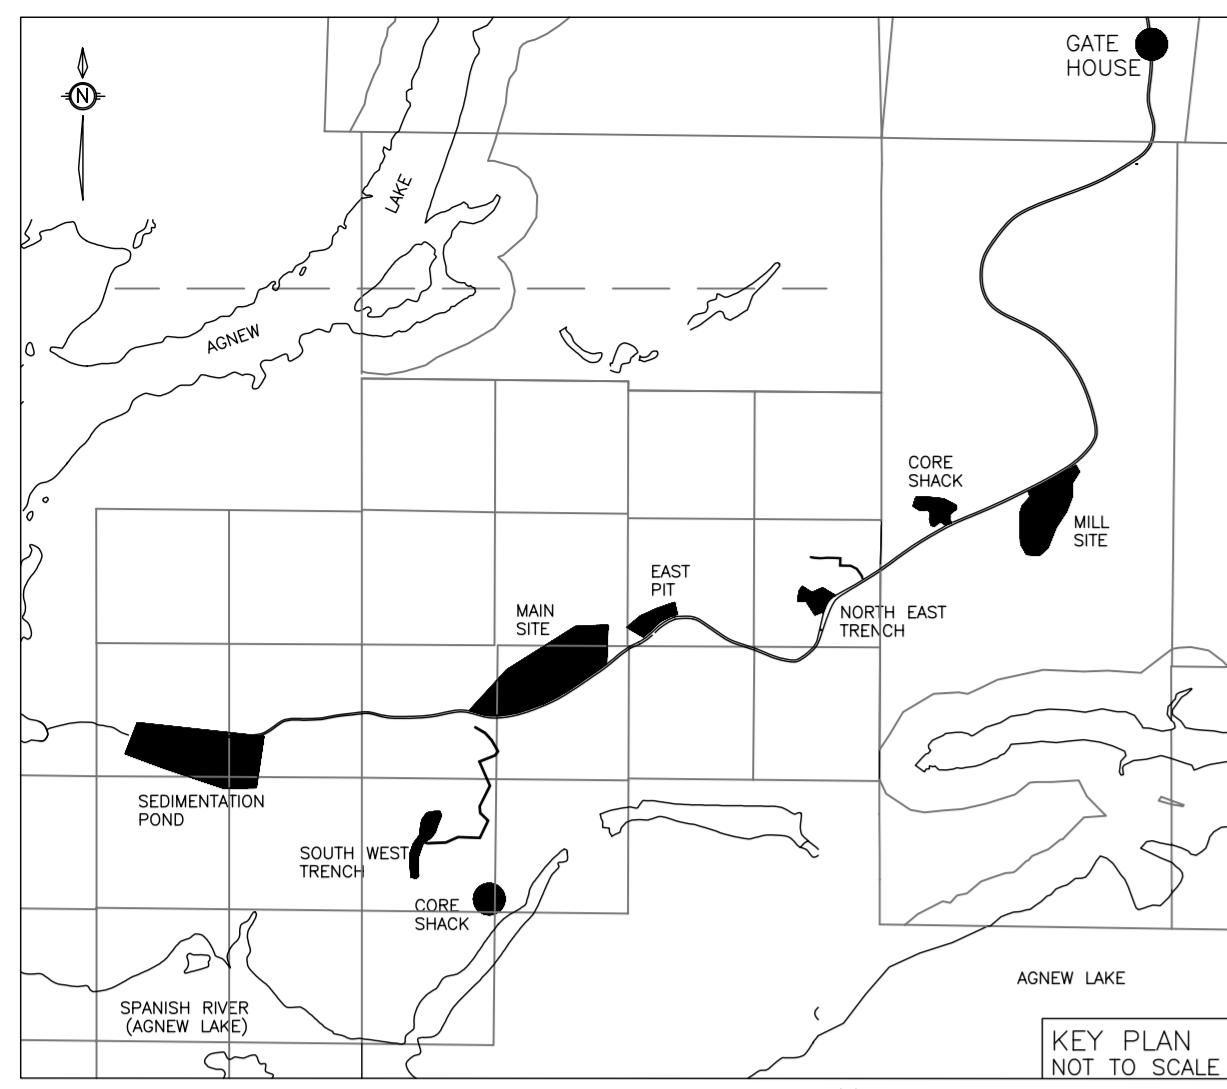 GATE
HOUSE
N
LAKE
AGNEW
CORE
SHACK
MILL
SITE
EAST
PIT
MAIN
SITE
NORTH EAST
TRENCH
SEDIMENTATION
POND
SOUTH WEST
TRENCH
CORE
SHACK
AGNEW LAKE
SPANISH RIVER
(AGNEW LAKE)
KEY PLAN
NOT TO SCALE